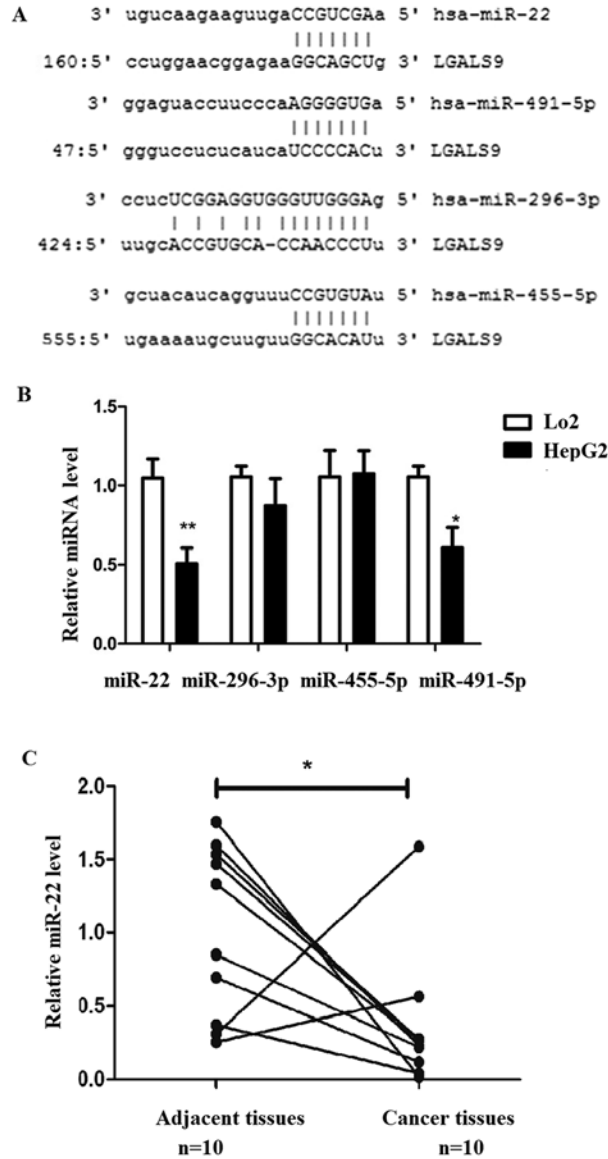 A
3' ugucaagaaguugaCCGUCGAa 5' hsa-miR-22
|||||||
160:5' ccuggaacggagaaGGCAGCUg 3' LGALS9
3' ggaguaccuucccaAGGGGUGa 5' hsa-miR-491-5p
|||||||
47:5' ggguccucucaucaUCCCCACu 3' LGALS9
3' ccucUCGGAGGUGGGUUGGGAg 5' hsa-miR-296-3p
| | | || ||||||||
424:5' uugcACCGUGCA-CCAACCCUu 3' LGALS9
3' gcuacaucagguuuCCGUGUAu 5' hsa-miR-455-5p
|||||||
555:5' ugaaaaugcuuguuGGCACAUu 3' LGALS9
B
Relative miRNA level
1.5
1.0
0.5
0.0
Lo2
HepG2
**
*
miR-22 miR-296-3p miR-455-5p miR-491-5p
C
Relative miR-22 level
2.0
1.5
1.0
0.5
0.0
*
Adjacent tissues Cancer tissues
n=10 n=10